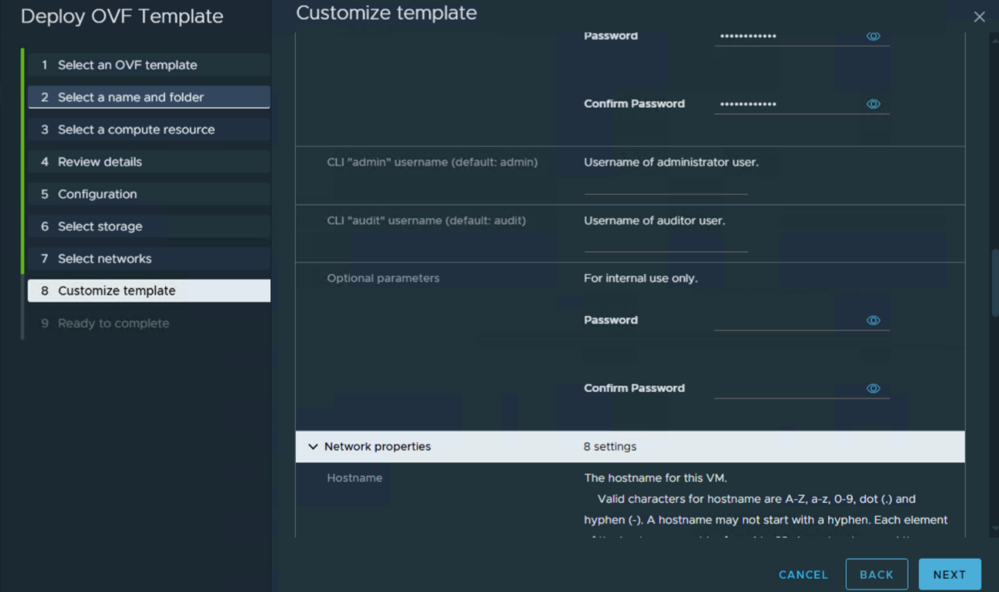 Deploy OVF Template
1 Select an OVF template
2 Select a name and folder
3 Select a compute resource
4 Review details
5 Configuration
6 Select storage
7 Select networks
8 Customize template
9 Ready to complete
Customize template
Password ••••••••••••
Confirm Password ••••••••••••
CLI "admin" username (default: admin) Username of administrator user.
CLI "audit" username (default: audit) Username of auditor user.
Optional parameters For internal use only.
Password
Confirm Password
Network properties 8 settings
Hostname The hostname for this VM.
Valid characters for hostname are A-Z, a-z, 0-9, dot (.) and
hyphen (-). A hostname may not start with a hyphen. Each element
CANCEL BACK NEXT